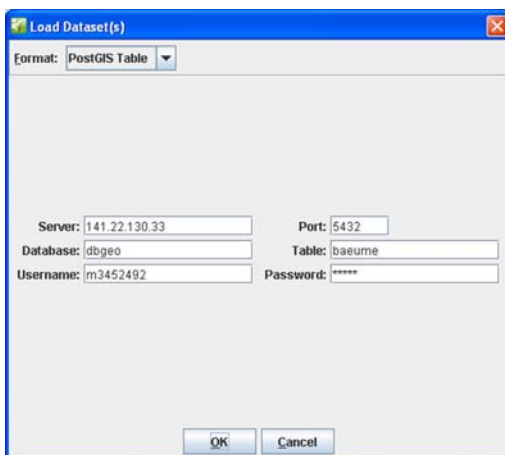 Load Dataset(s)
Format: PostGIS Table
Server: 141.22.130.33 Port: 5432
Database: dbgeo Table: baeume
Username: m3452492 Password: *****
OK Cancel